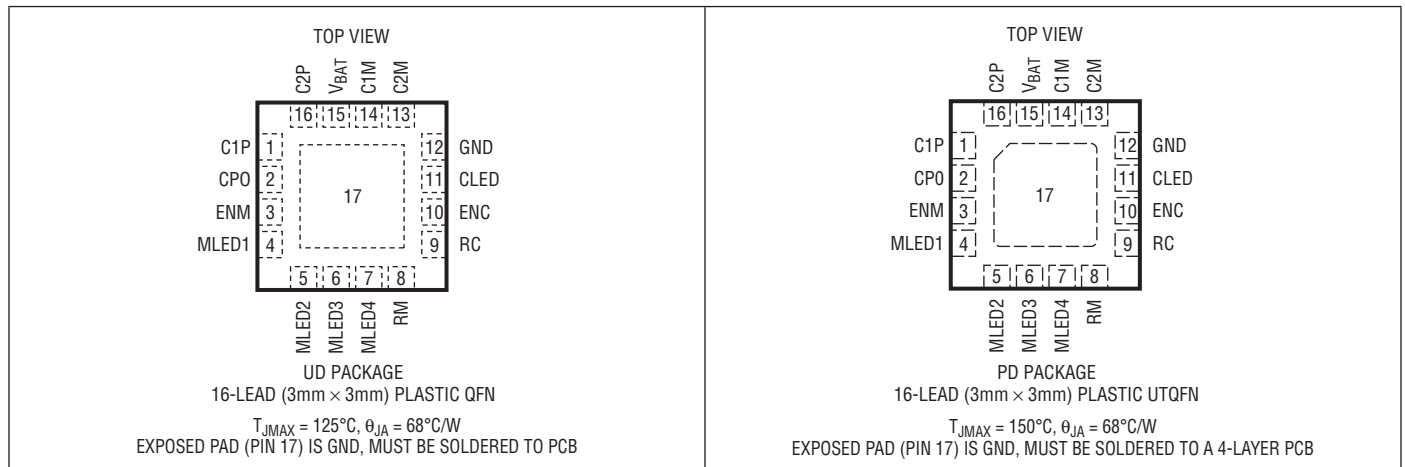 TOP VIEW
C2P
VBAT
C1M
C2M
16 15 14 13
C1P 1 12 GND
CPO 2 11 CLED
17
ENM 3 10 ENC
MLED1 4 9 RC
5 6 7 8
MLED2
MLED3
MLED4
RM
UD PACKAGE
16-LEAD (3mm × 3mm) PLASTIC QFN
TJMAX = 125°C, θJA = 68°C/W
EXPOSED PAD (PIN 17) IS GND, MUST BE SOLDERED TO PCB
TOP VIEW
C2P
VBAT
C1M
C2M
16 15 14 13
C1P 1 12 GND
CPO 2 11 CLED
17
ENM 3 10 ENC
MLED1 4 9 RC
5 6 7 8
MLED2
MLED3
MLED4
RM
PD PACKAGE
16-LEAD (3mm × 3mm) PLASTIC UTQFN
TJMAX = 150°C, θJA = 68°C/W
EXPOSED PAD (PIN 17) IS GND, MUST BE SOLDERED TO A 4-LAYER PCB